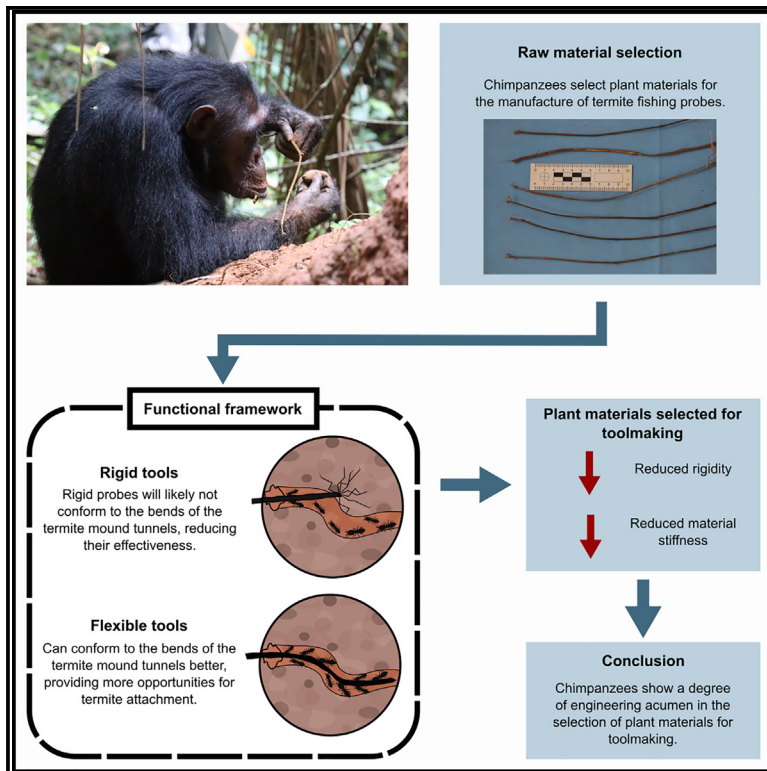 Raw material selection
Chimpanzees select plant materials for
the manufacture of termite fishing probes.
Functional framework
Rigid tools
Rigid probes will likely not
conform to the bends of the
termite mound tunnels, reducing
their effectiveness.
Flexible tools
Can conform to the bends of the
termite mound tunnels better,
providing more opportunities for
termite attachment.
Plant materials selected for
toolmaking
Reduced rigidity
Reduced material
stiffness
Conclusion
Chimpanzees show a degree
of engineering acumen in the
selection of plant materials for
toolmaking.